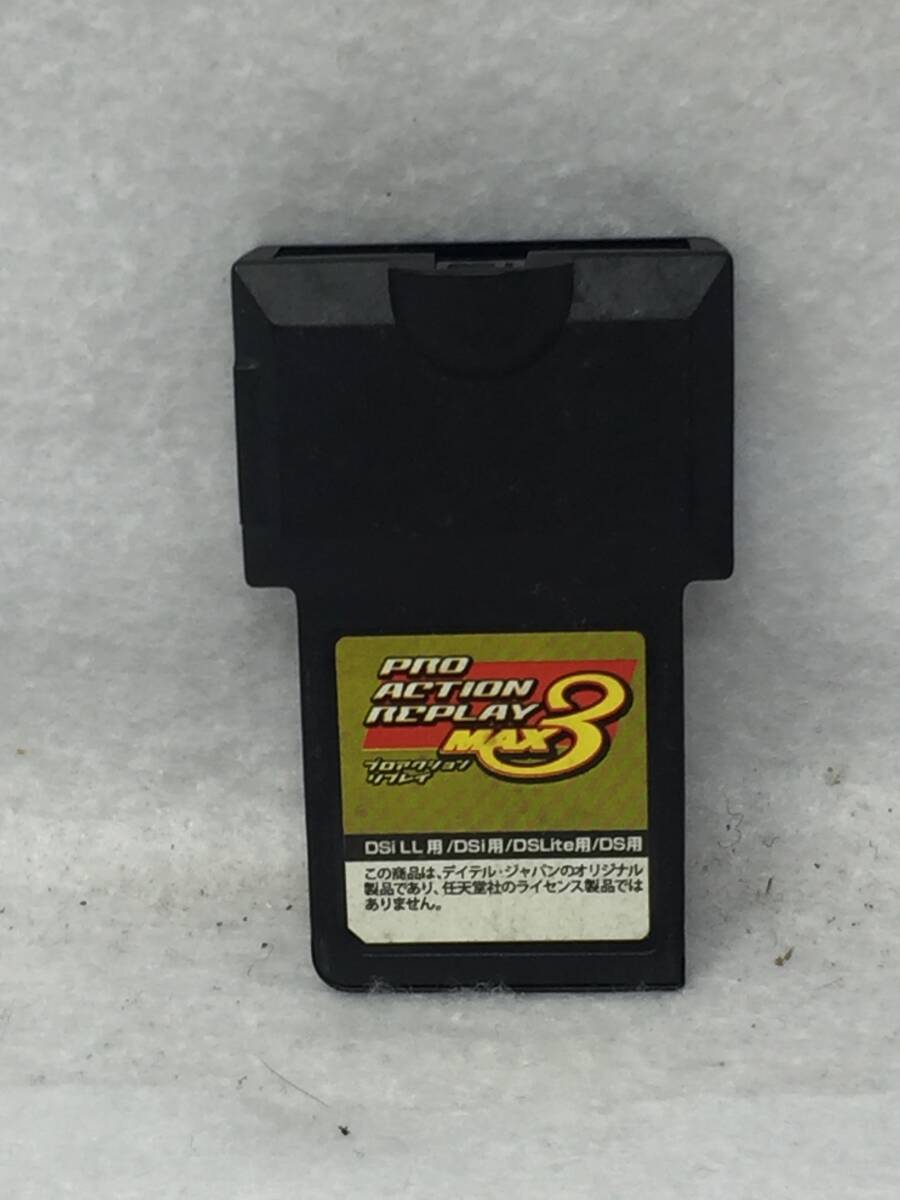 PRO
ACTION
REPLAY
MAX3
プロアクション
リプレイ
DSi LL 用/DSi用/DSLite用/DS用
この商品は、デイテル・ジャパンのオリジナル
製品であり、任天堂社のライセンス製品では
ありません。